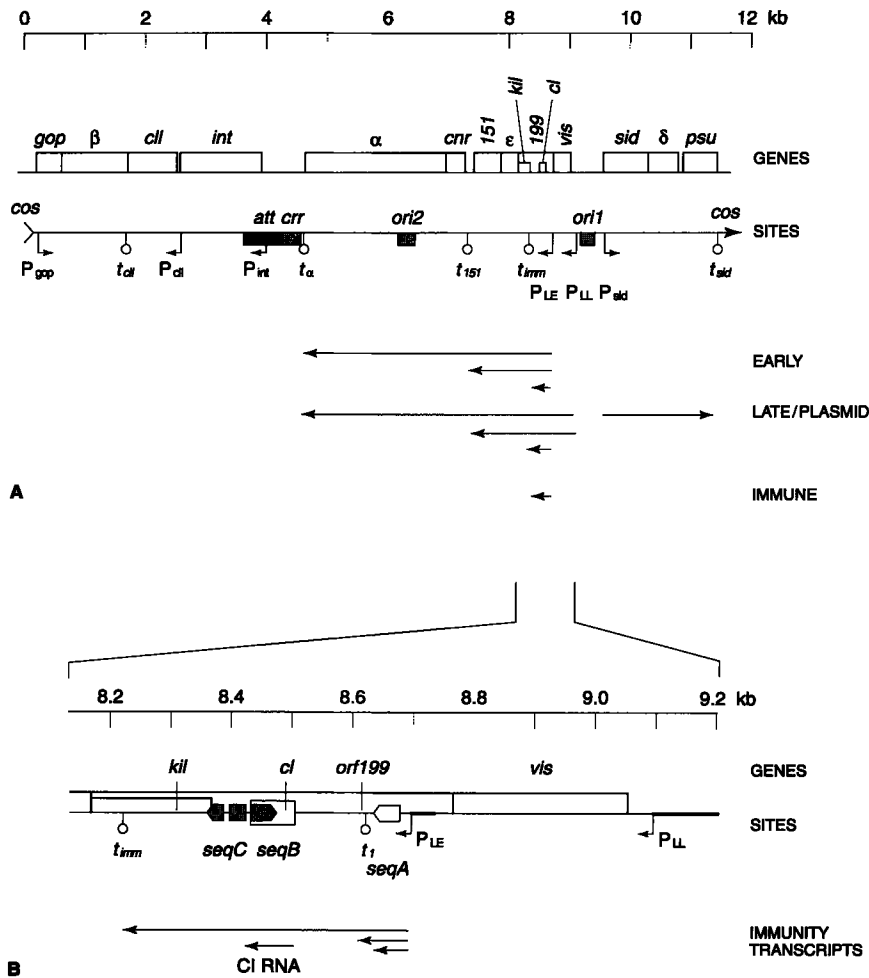 0 2 4 6 8 10 12 kb
kil cI
gop β cII int α cnr 151 ε 199 vis sid δ psu GENES
cos att crr ori2 ori1 cos SITES
Pgop tcII PcII Pint tα t151 timm PLE PLL Psid tsid
EARLY
LATE/PLASMID
A IMMUNE
8.2 8.4 8.6 8.8 9.0 9.2 kb
kil cI orf199 vis GENES
SITES
timm seqC seqB t1 seqA PLE PLL
IMMUNITY
TRANSCRIPTS
CI RNA
B